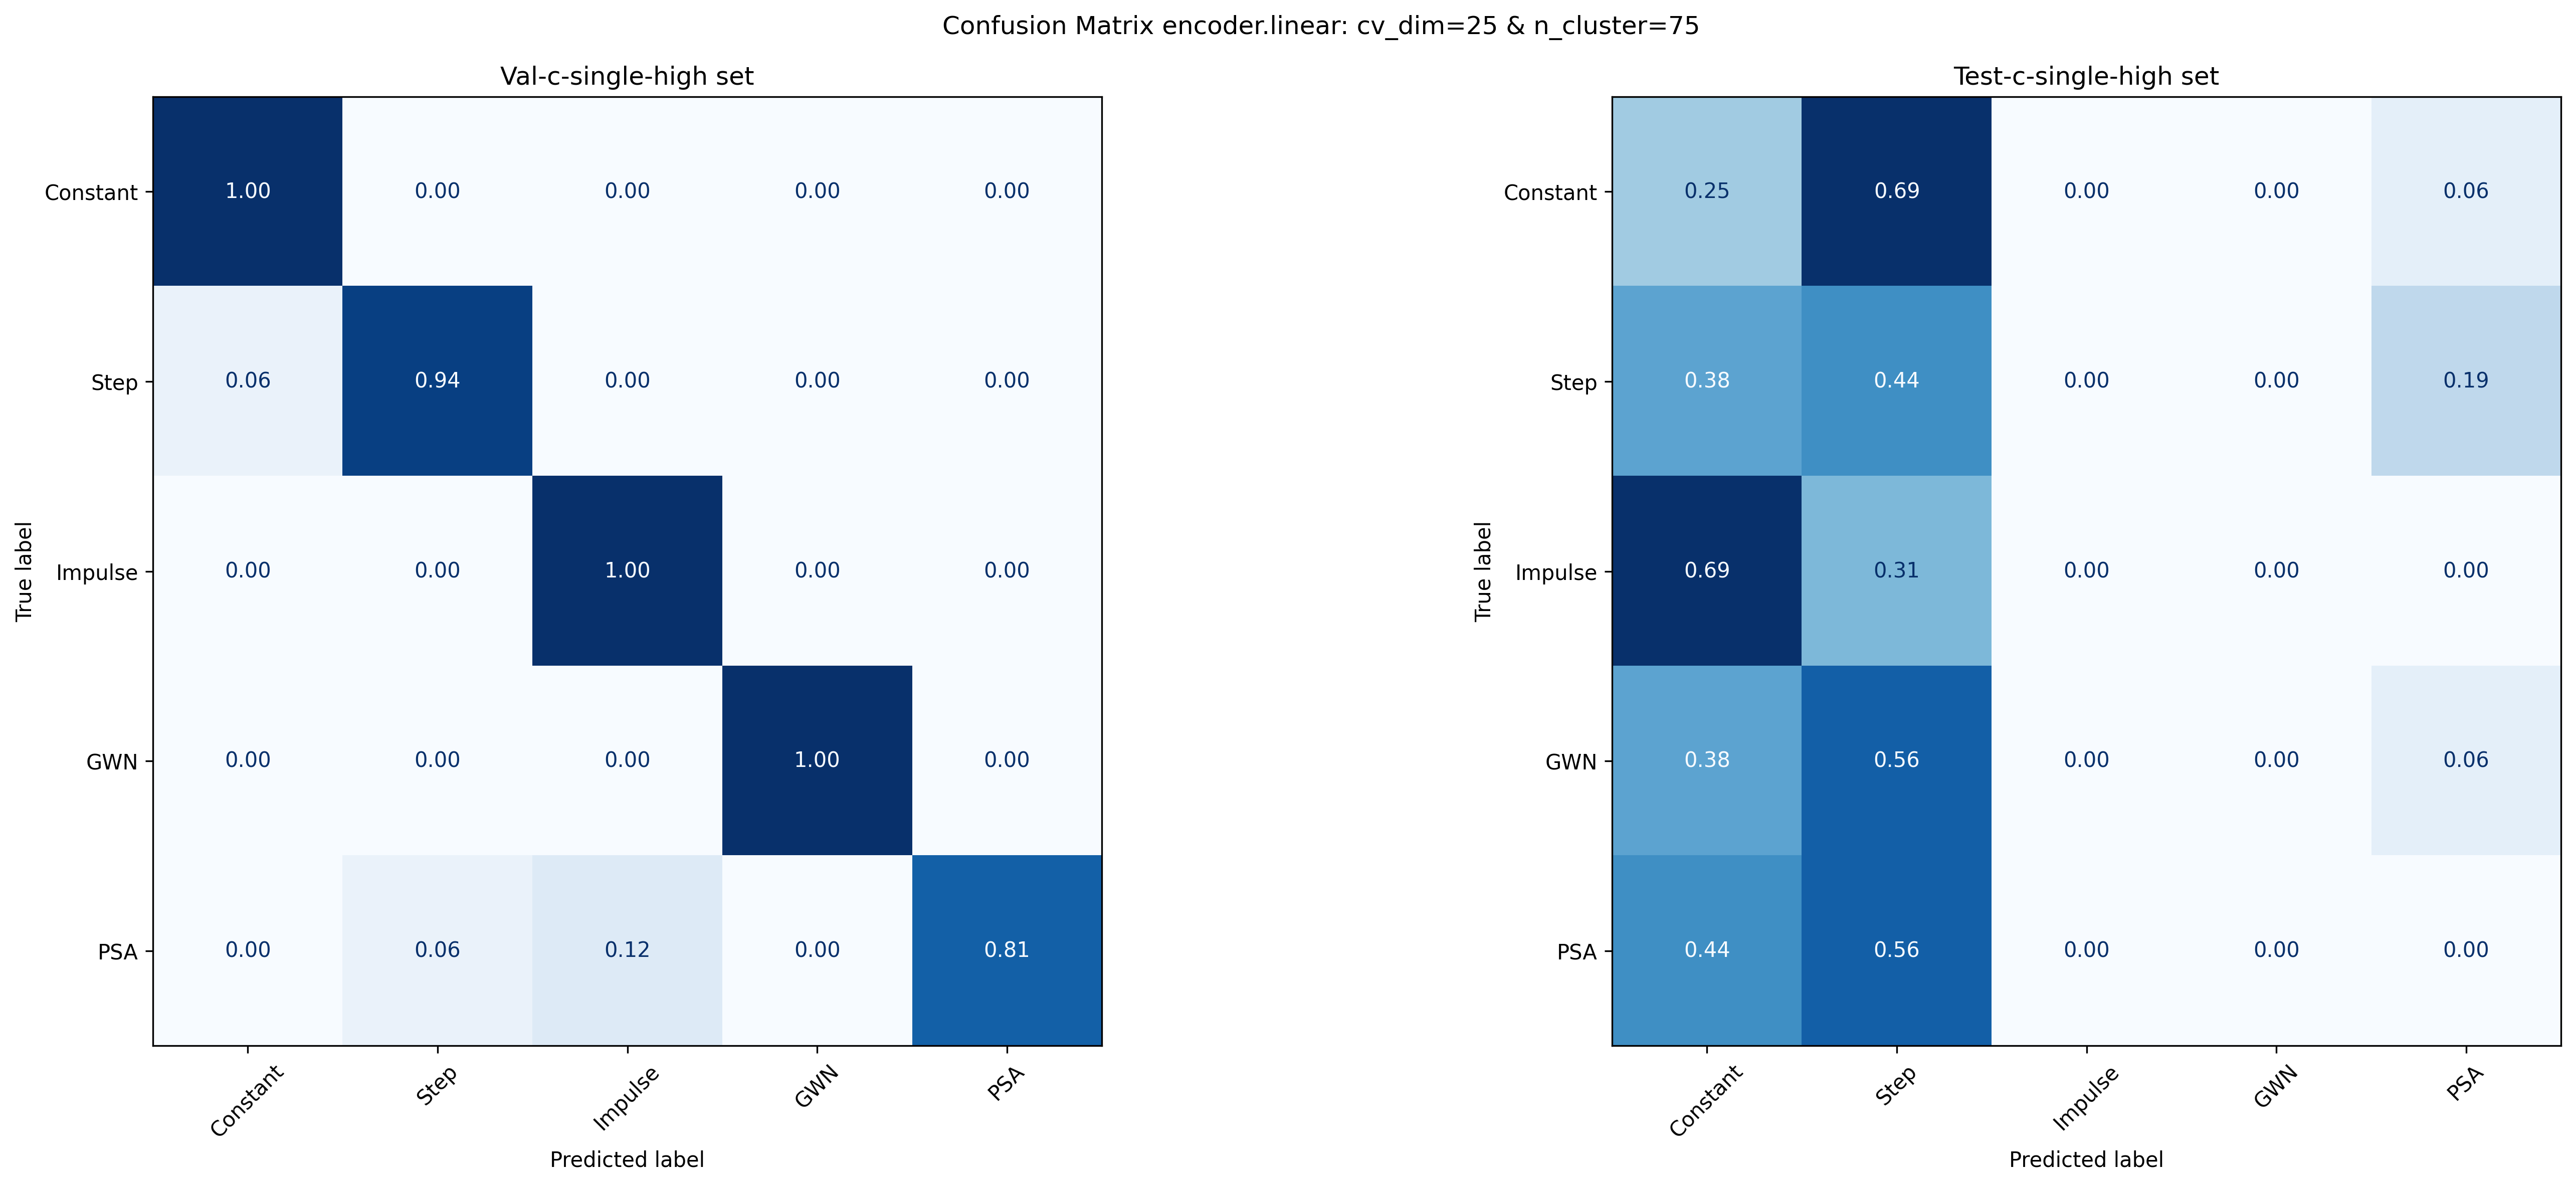 Confusion Matrix encoder.linear: cv_dim=25 & n_cluster=75
Val-c-single-high set
True label
Constant 1.00 0.00 0.00 0.00 0.00
Step 0.06 0.94 0.00 0.00 0.00
Impulse 0.00 0.00 1.00 0.00 0.00
GWN 0.00 0.00 0.00 1.00 0.00
PSA 0.00 0.06 0.12 0.00 0.81
Constant Step Impulse GWN PSA
Predicted label
Test-c-single-high set
True label
Constant 0.25 0.69 0.00 0.00 0.06
Step 0.38 0.44 0.00 0.00 0.19
Impulse 0.69 0.31 0.00 0.00 0.00
GWN 0.38 0.56 0.00 0.00 0.06
PSA 0.44 0.56 0.00 0.00 0.00
Constant Step Impulse GWN PSA
Predicted label